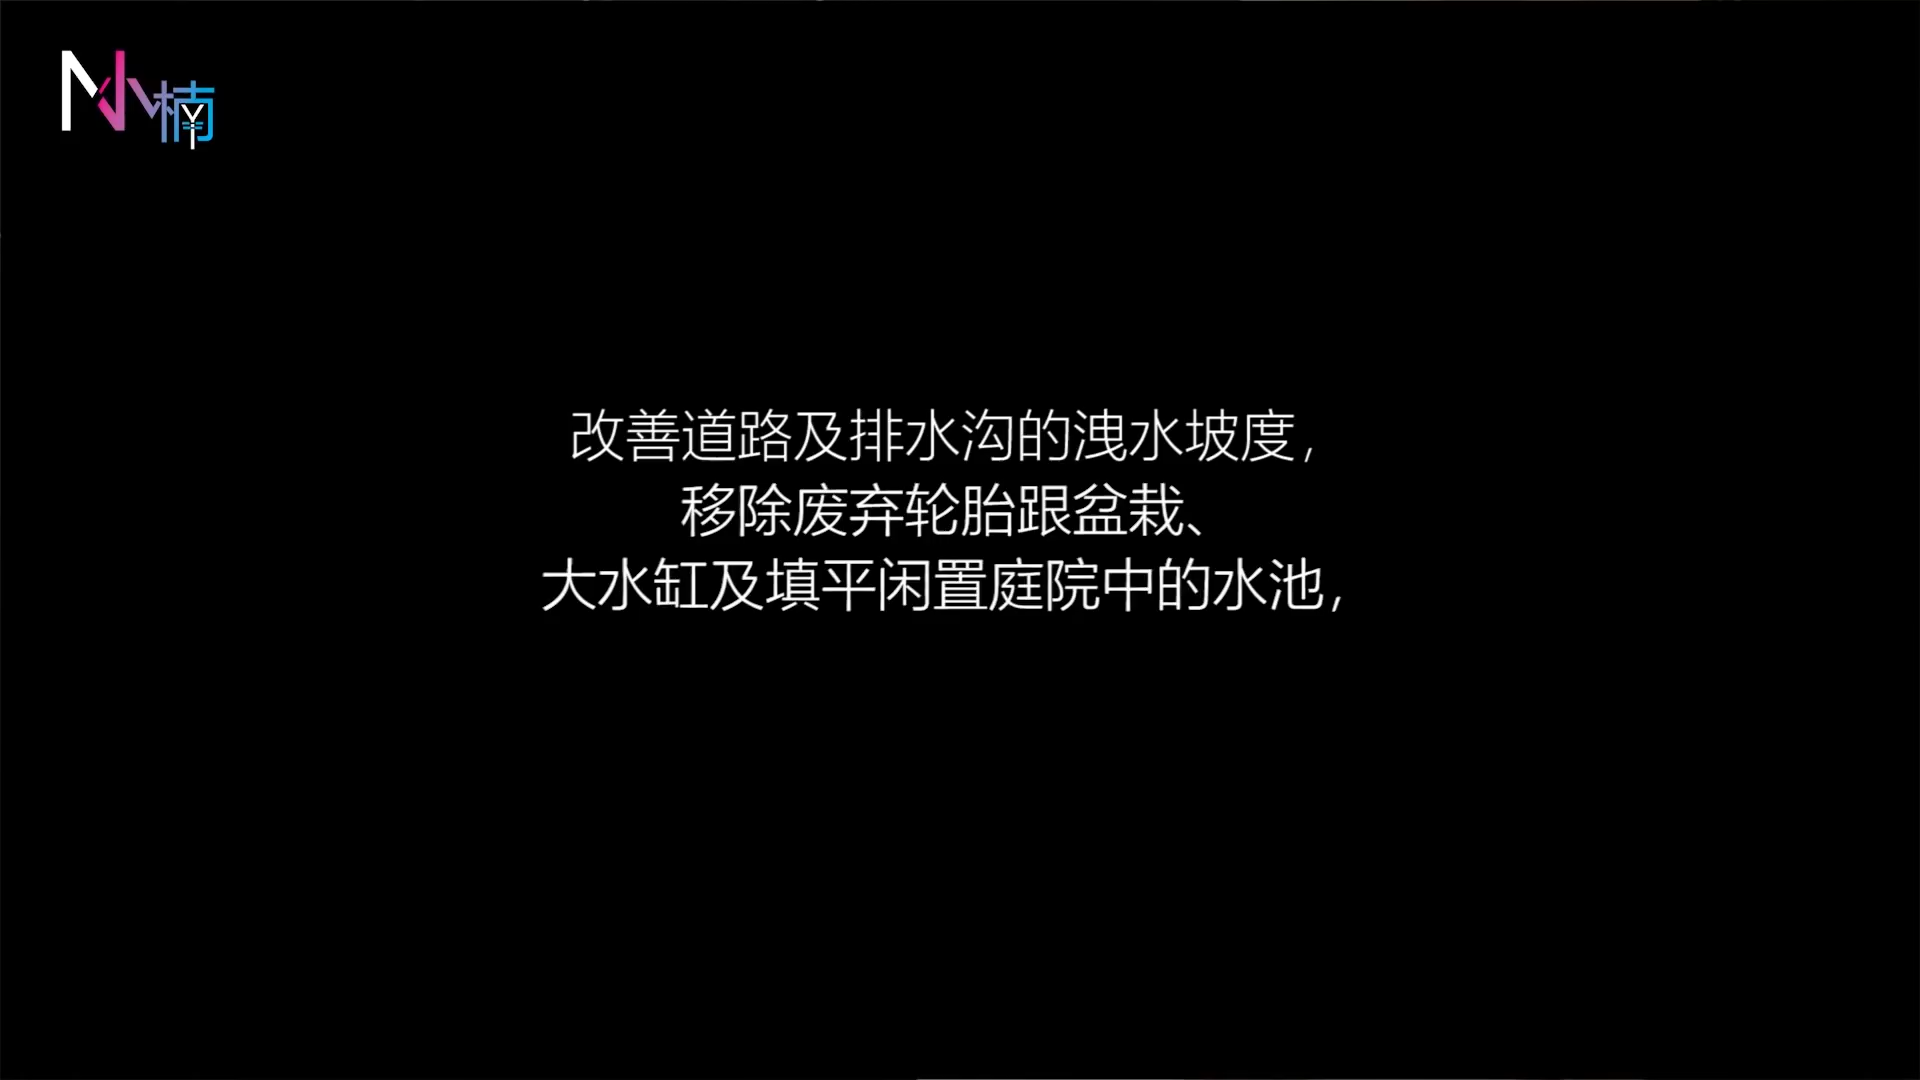 楠
改善道路及排水沟的洩水坡度，
移除废弃轮胎跟盆栽、
大水缸及填平闲置庭院中的水池，